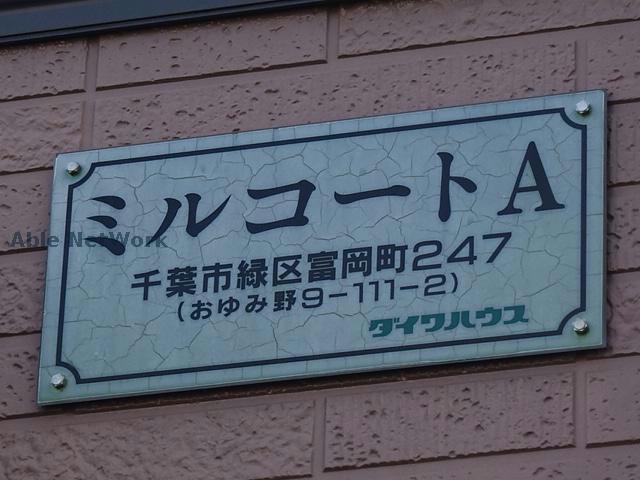 ミルコートA
千葉市緑区富岡町247
(おゆみ野9-111-2)
ダイワハウス
Able NetWork